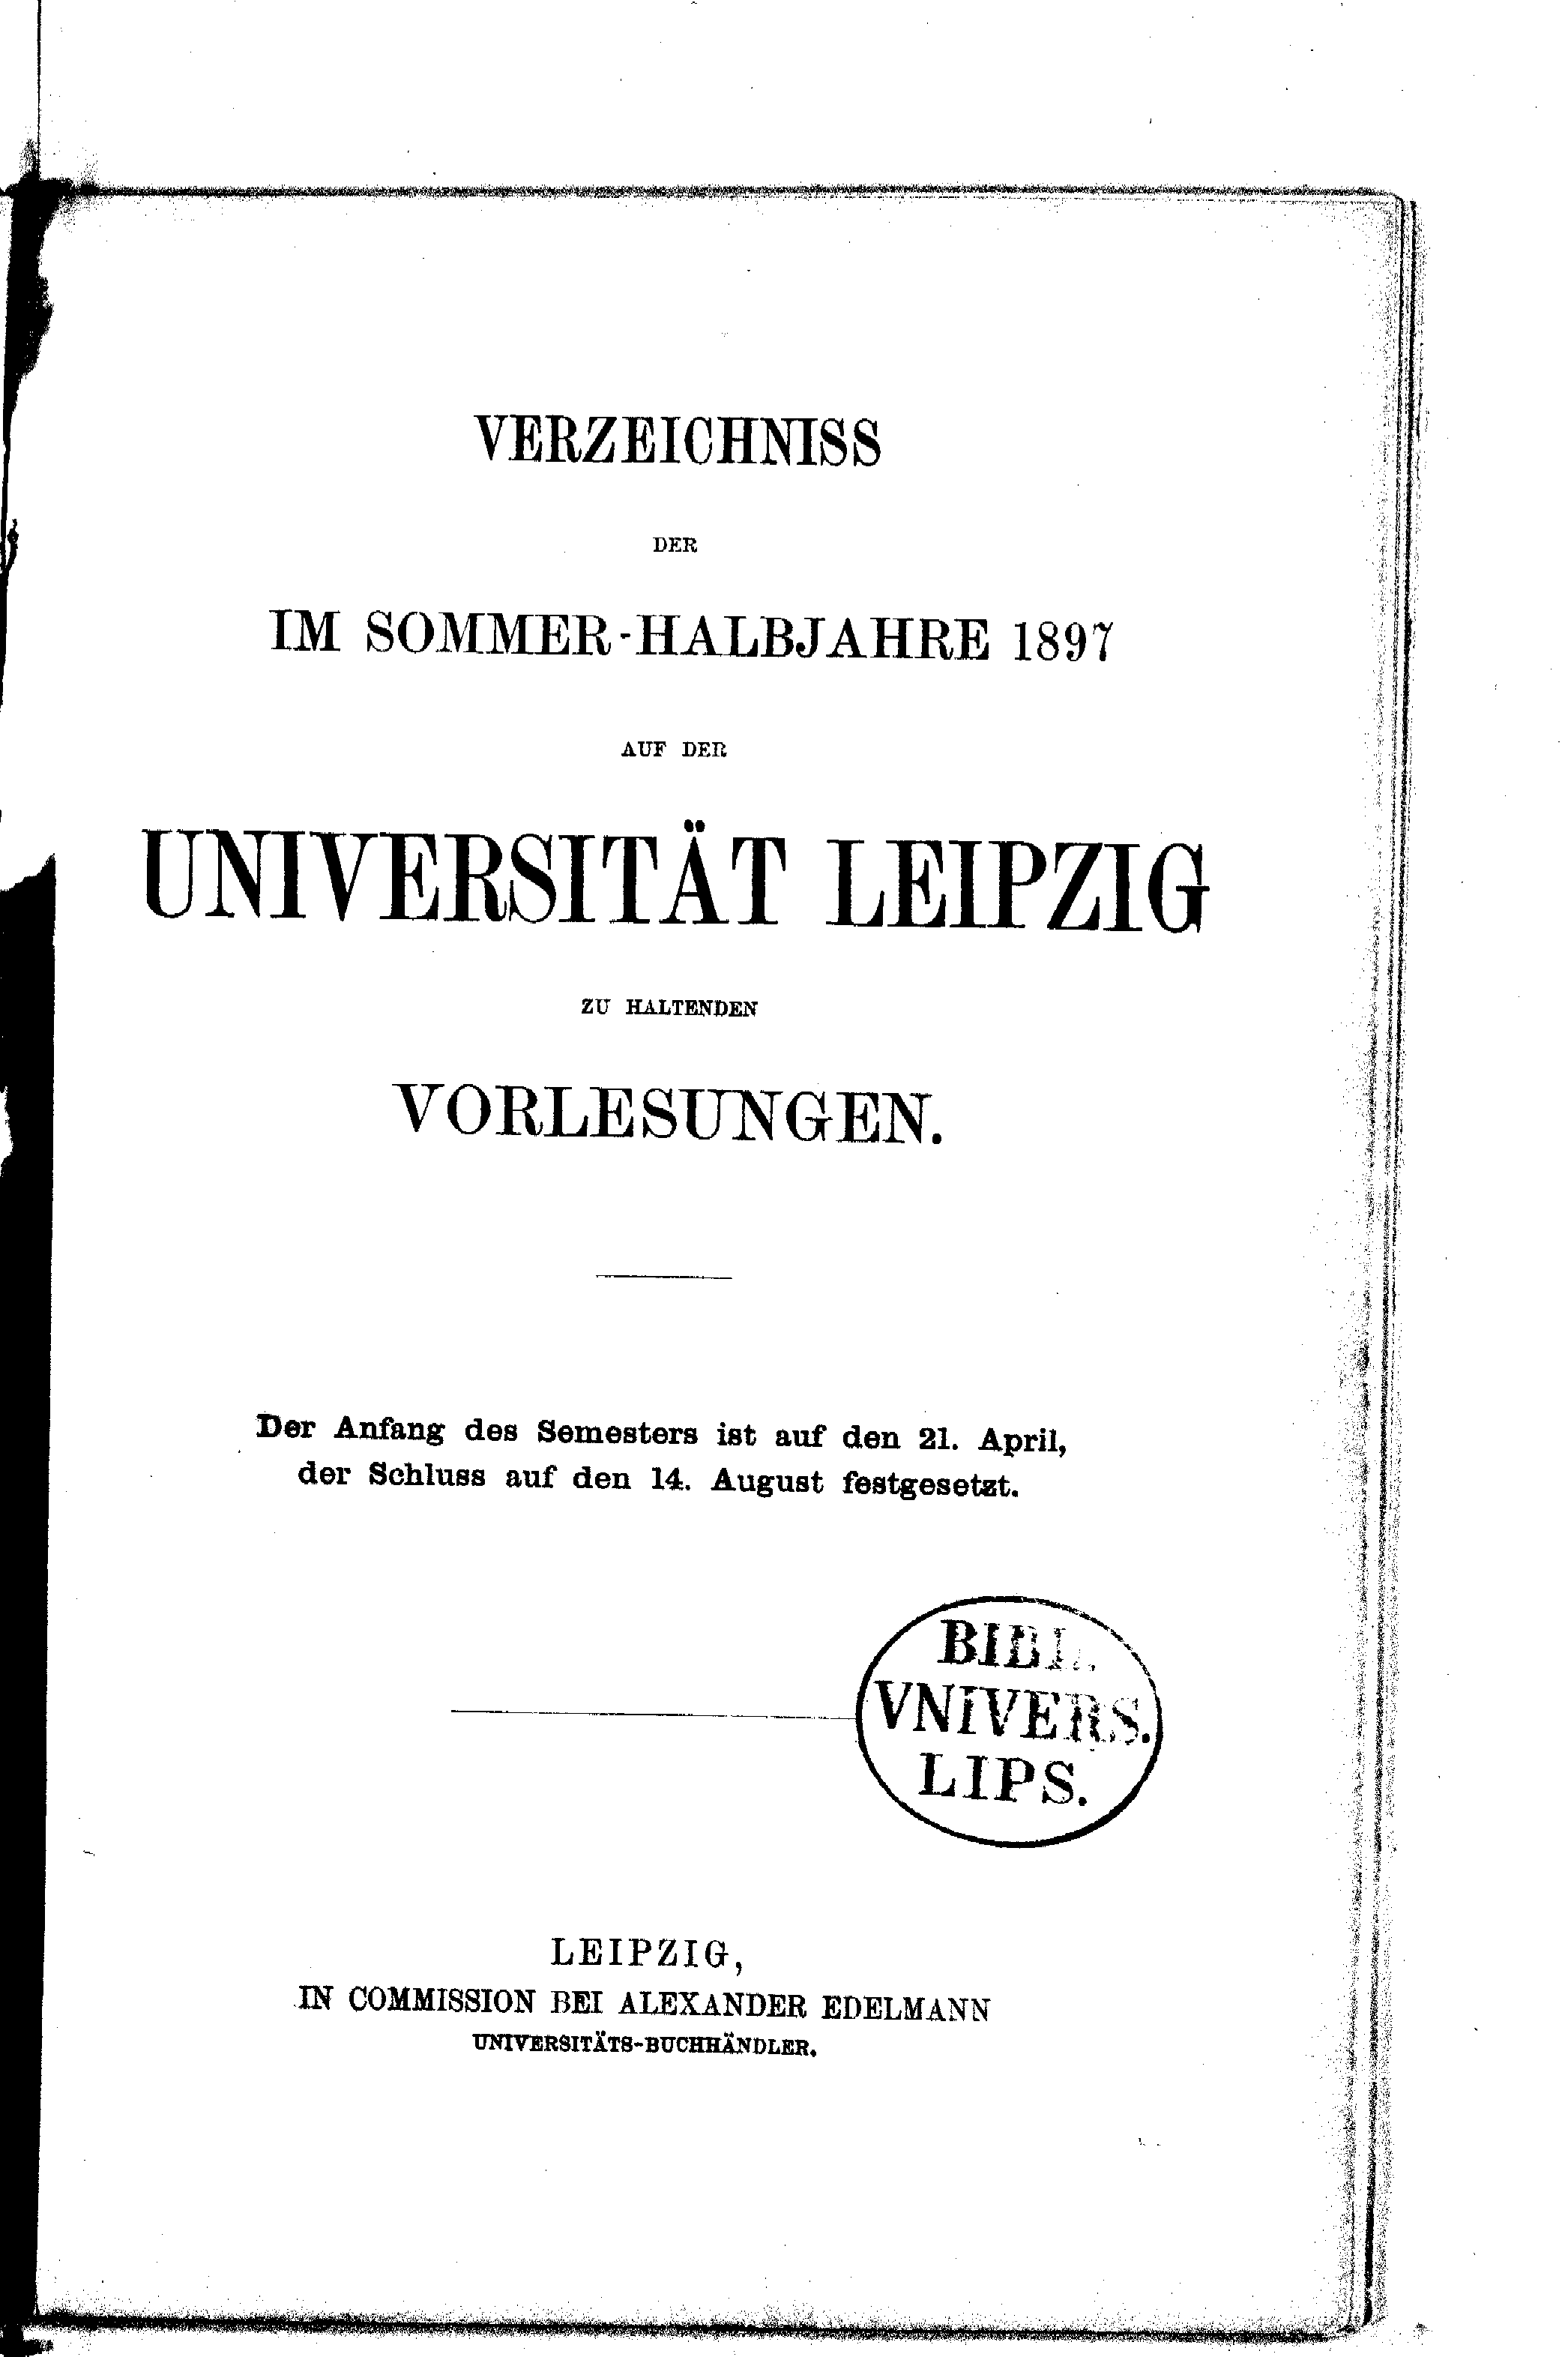 VERZEICHNISS
DER
IM SOMMER-HALBJAHRE 1897
AUF DER
UNIVERSITÄT LEIPZIG
ZU HALTENDEN
VORLESUNGEN.
Der Anfang des Semesters ist auf den 21. April,
der Schluss auf den 14. August festgesetzt.
BIBL.
VNIVERS.
LIPS.
LEIPZIG,
IN COMMISSION BEI ALEXANDER EDELMANN
UNIVERSITÄTS-BUCHHÄNDLER.